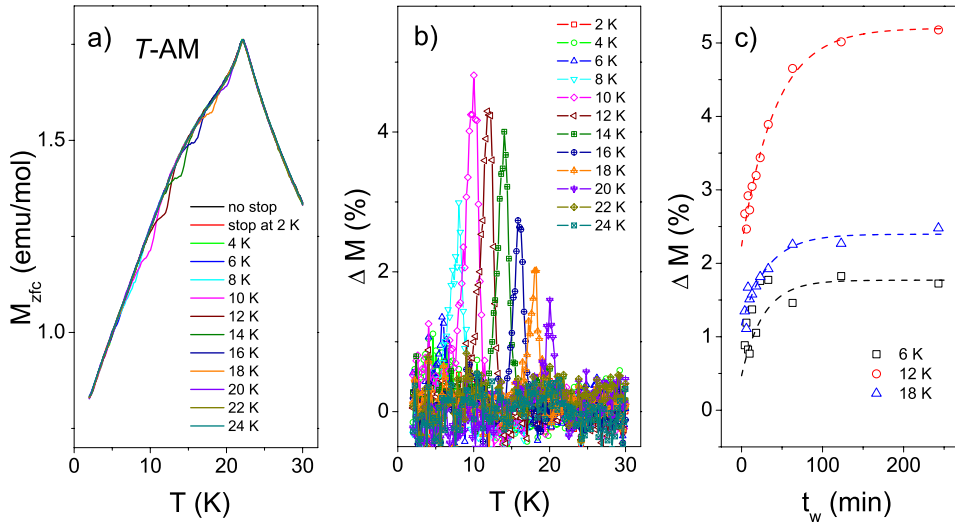 a)
T-AM
1.5
1.0
M_zfc (emu/mol)
no stop
stop at 2 K
4 K
6 K
8 K
10 K
12 K
14 K
16 K
18 K
20 K
22 K
24 K
0 10 20 30
T (K)
b)
4
2
0
Δ M (%)
2 K
4 K
6 K
8 K
10 K
12 K
14 K
16 K
18 K
20 K
22 K
24 K
0 10 20 30
T (K)
c)
5
4
3
2
1
0
Δ M (%)
6 K
12 K
18 K
0 100 200
t_w (min)